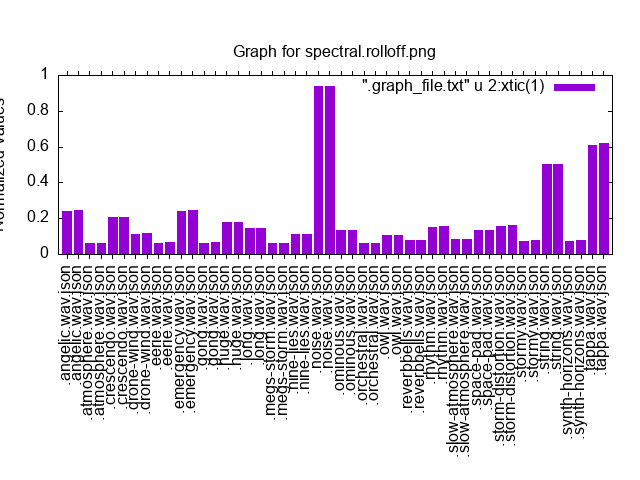 Graph for spectral.rolloff.png
Normalized Values
".graph_file.txt" u 2:xtic(1)
1
0.8
0.6
0.4
0.2
0
.angelic.wav.json
.angelic.wav.json
.atmosphere.wav.json
.atmosphere.wav.json
.crescendo.wav.json
.crescendo.wav.json
.drone-wind.wav.json
.drone-wind.wav.json
.eerie.wav.json
.eerie.wav.json
.emergency.wav.json
.emergency.wav.json
.gong.wav.json
.gong.wav.json
.huge.wav.json
.huge.wav.json
.long.wav.json
.long.wav.json
.megs-storm.wav.json
.megs-storm.wav.json
.nine-lies.wav.json
.nine-lies.wav.json
.noise.wav.json
.noise.wav.json
.ominous.wav.json
.ominous.wav.json
.orchestral.wav.json
.orchestral.wav.json
.owl.wav.json
.owl.wav.json
.reverbbells.wav.json
.reverbbells.wav.json
.rhythm.wav.json
.rhythm.wav.json
.slow-atmosphere.wav.json
.slow-atmosphere.wav.json
.space-pad.wav.json
.space-pad.wav.json
.storm-distortion.wav.json
.storm-distortion.wav.json
.stormy.wav.json
.stormy.wav.json
.string.wav.json
.string.wav.json
.synth-horizons.wav.json
.synth-horizons.wav.json
.tappa.wav.json
.tappa.wav.json